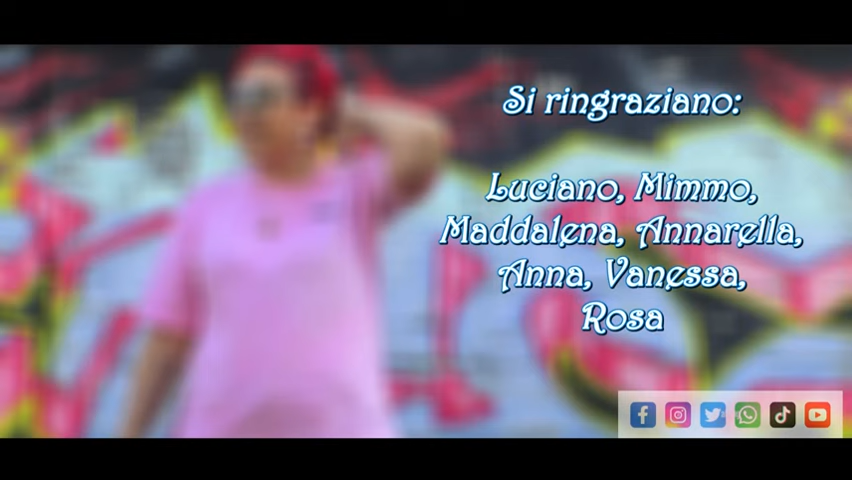 Si ringraziano:
Luciano, Mimmo,
Maddalena, Annarella,
Anna, Vanessa,
Rosa